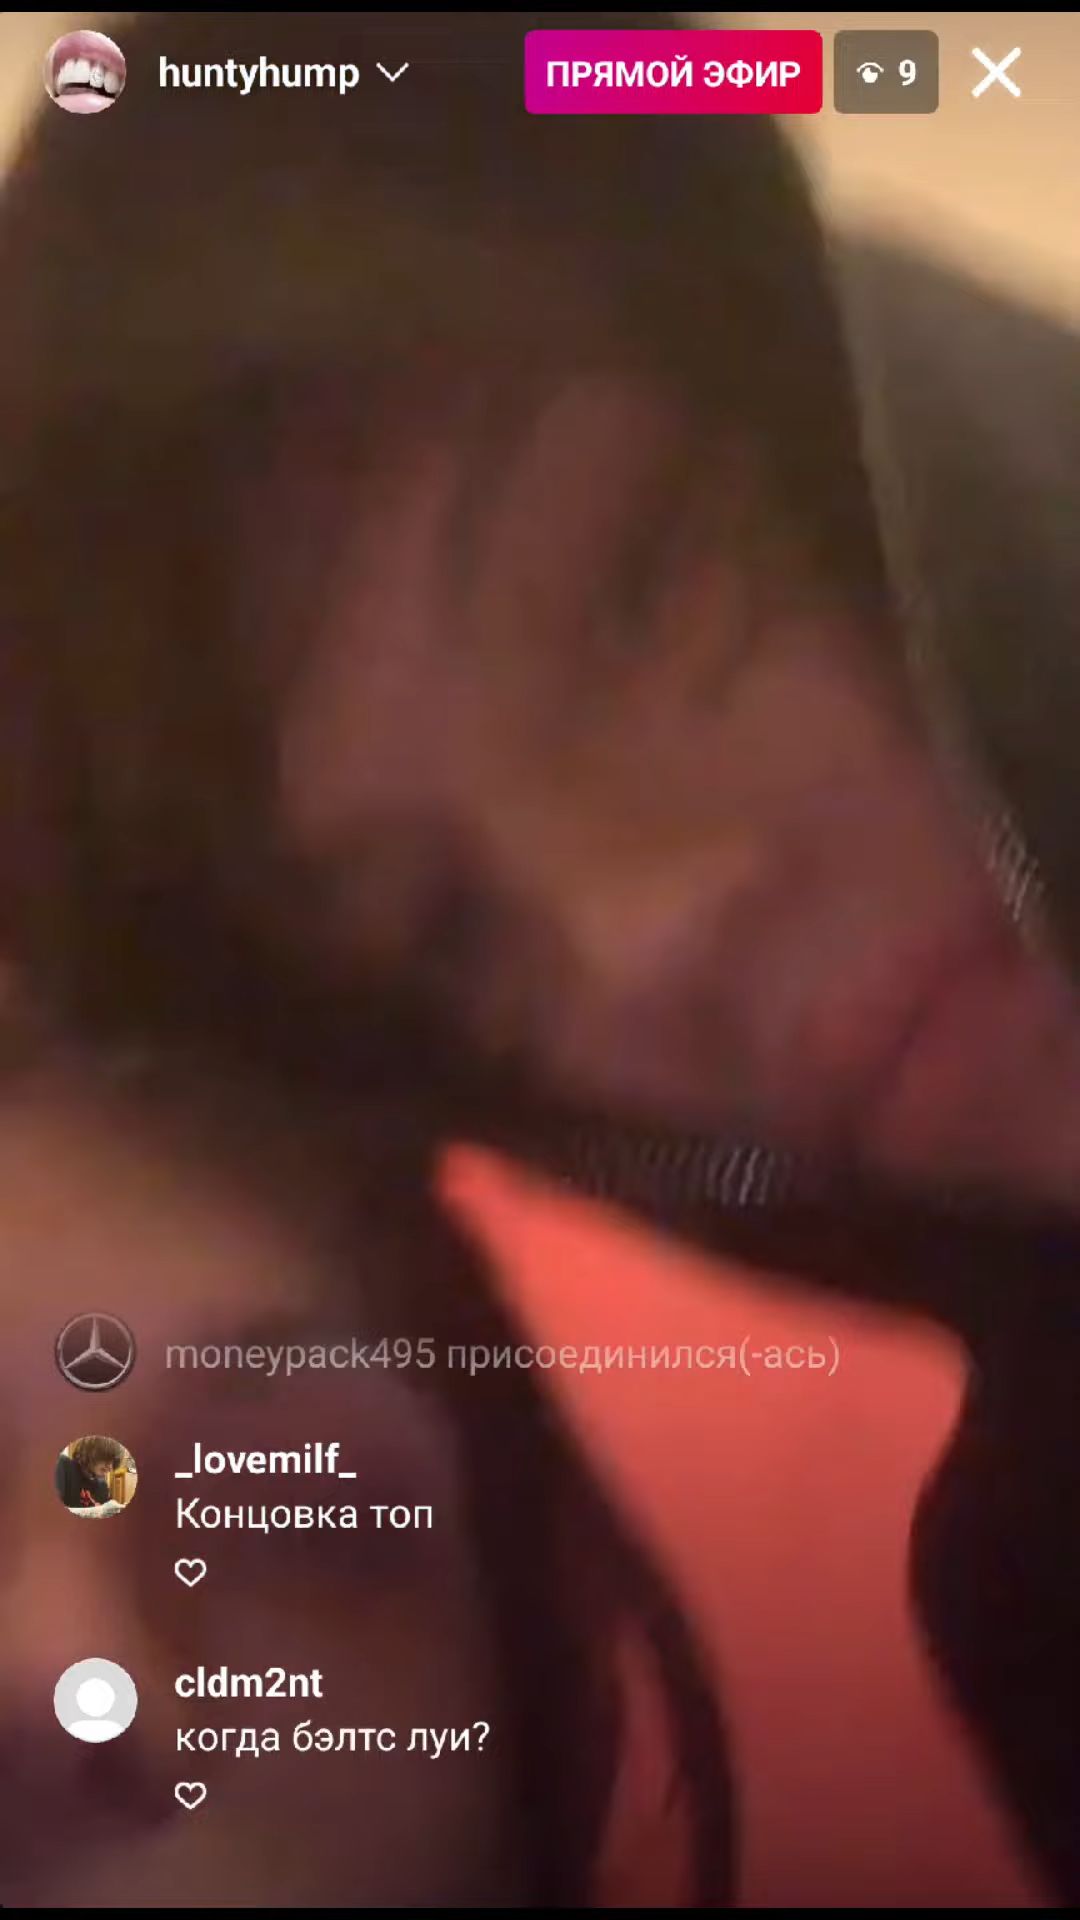 huntyhump
ПРЯМОЙ ЭФИР
9
moneypack495 присоединился(-ась)
_lovemilf_
Концовка топ
cldm2nt
когда бэлтс луи?